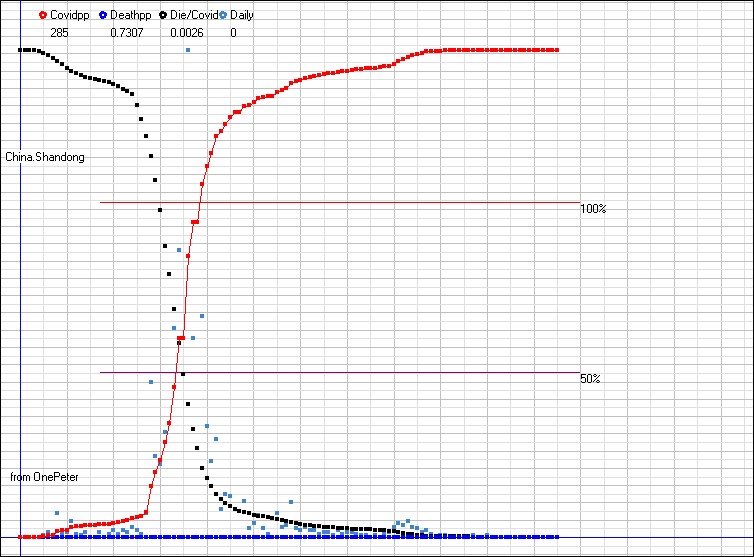 Covidpp Deathpp Die/Covid Daily
285 0.7307 0.0026 0
China.Shandong
100%
50%
from OnePeter